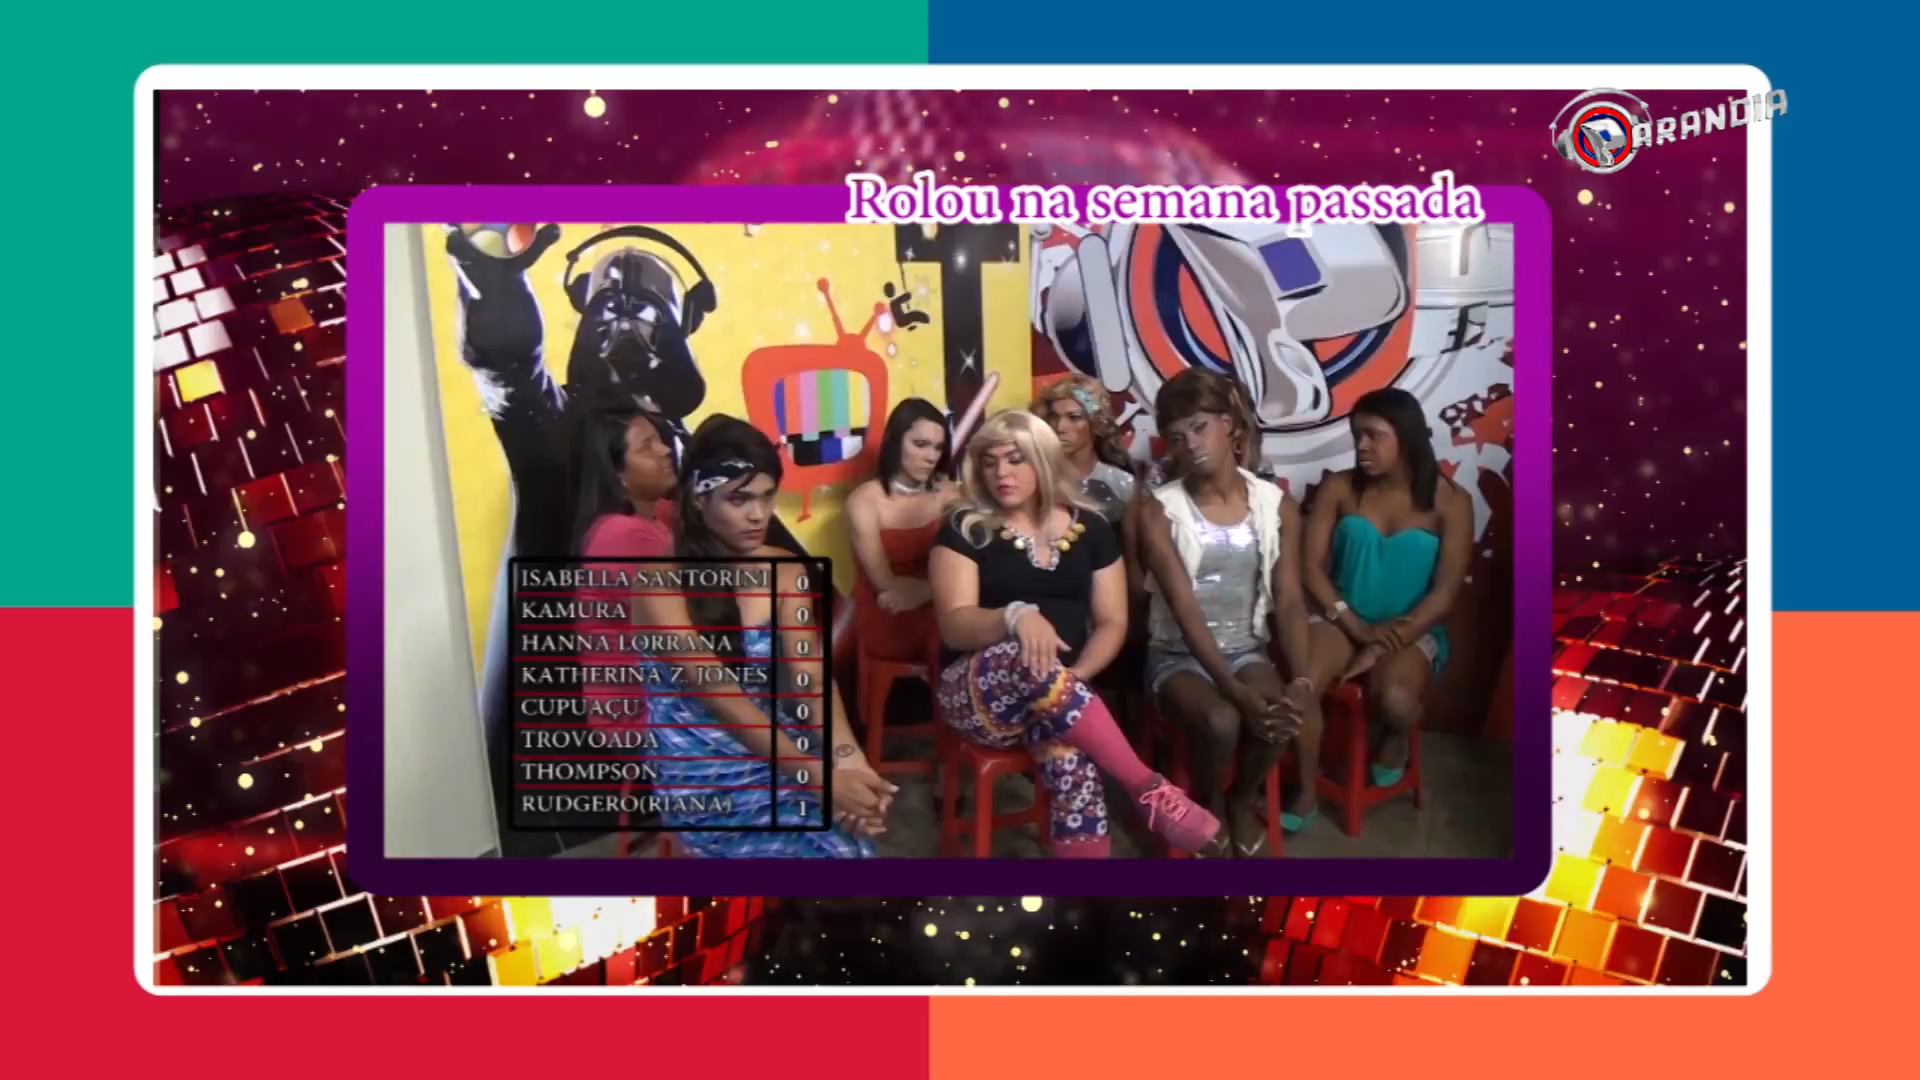 PARANOIA
Rolou na semana passada
ISABELLA SANTORINI 0
KAMURA 0
HANNA LORRANA 0
KATHERINA Z. JONES 0
CUPUAÇU 0
TROVOADA 0
THOMPSON 0
RUDGERO(RIANA) 1